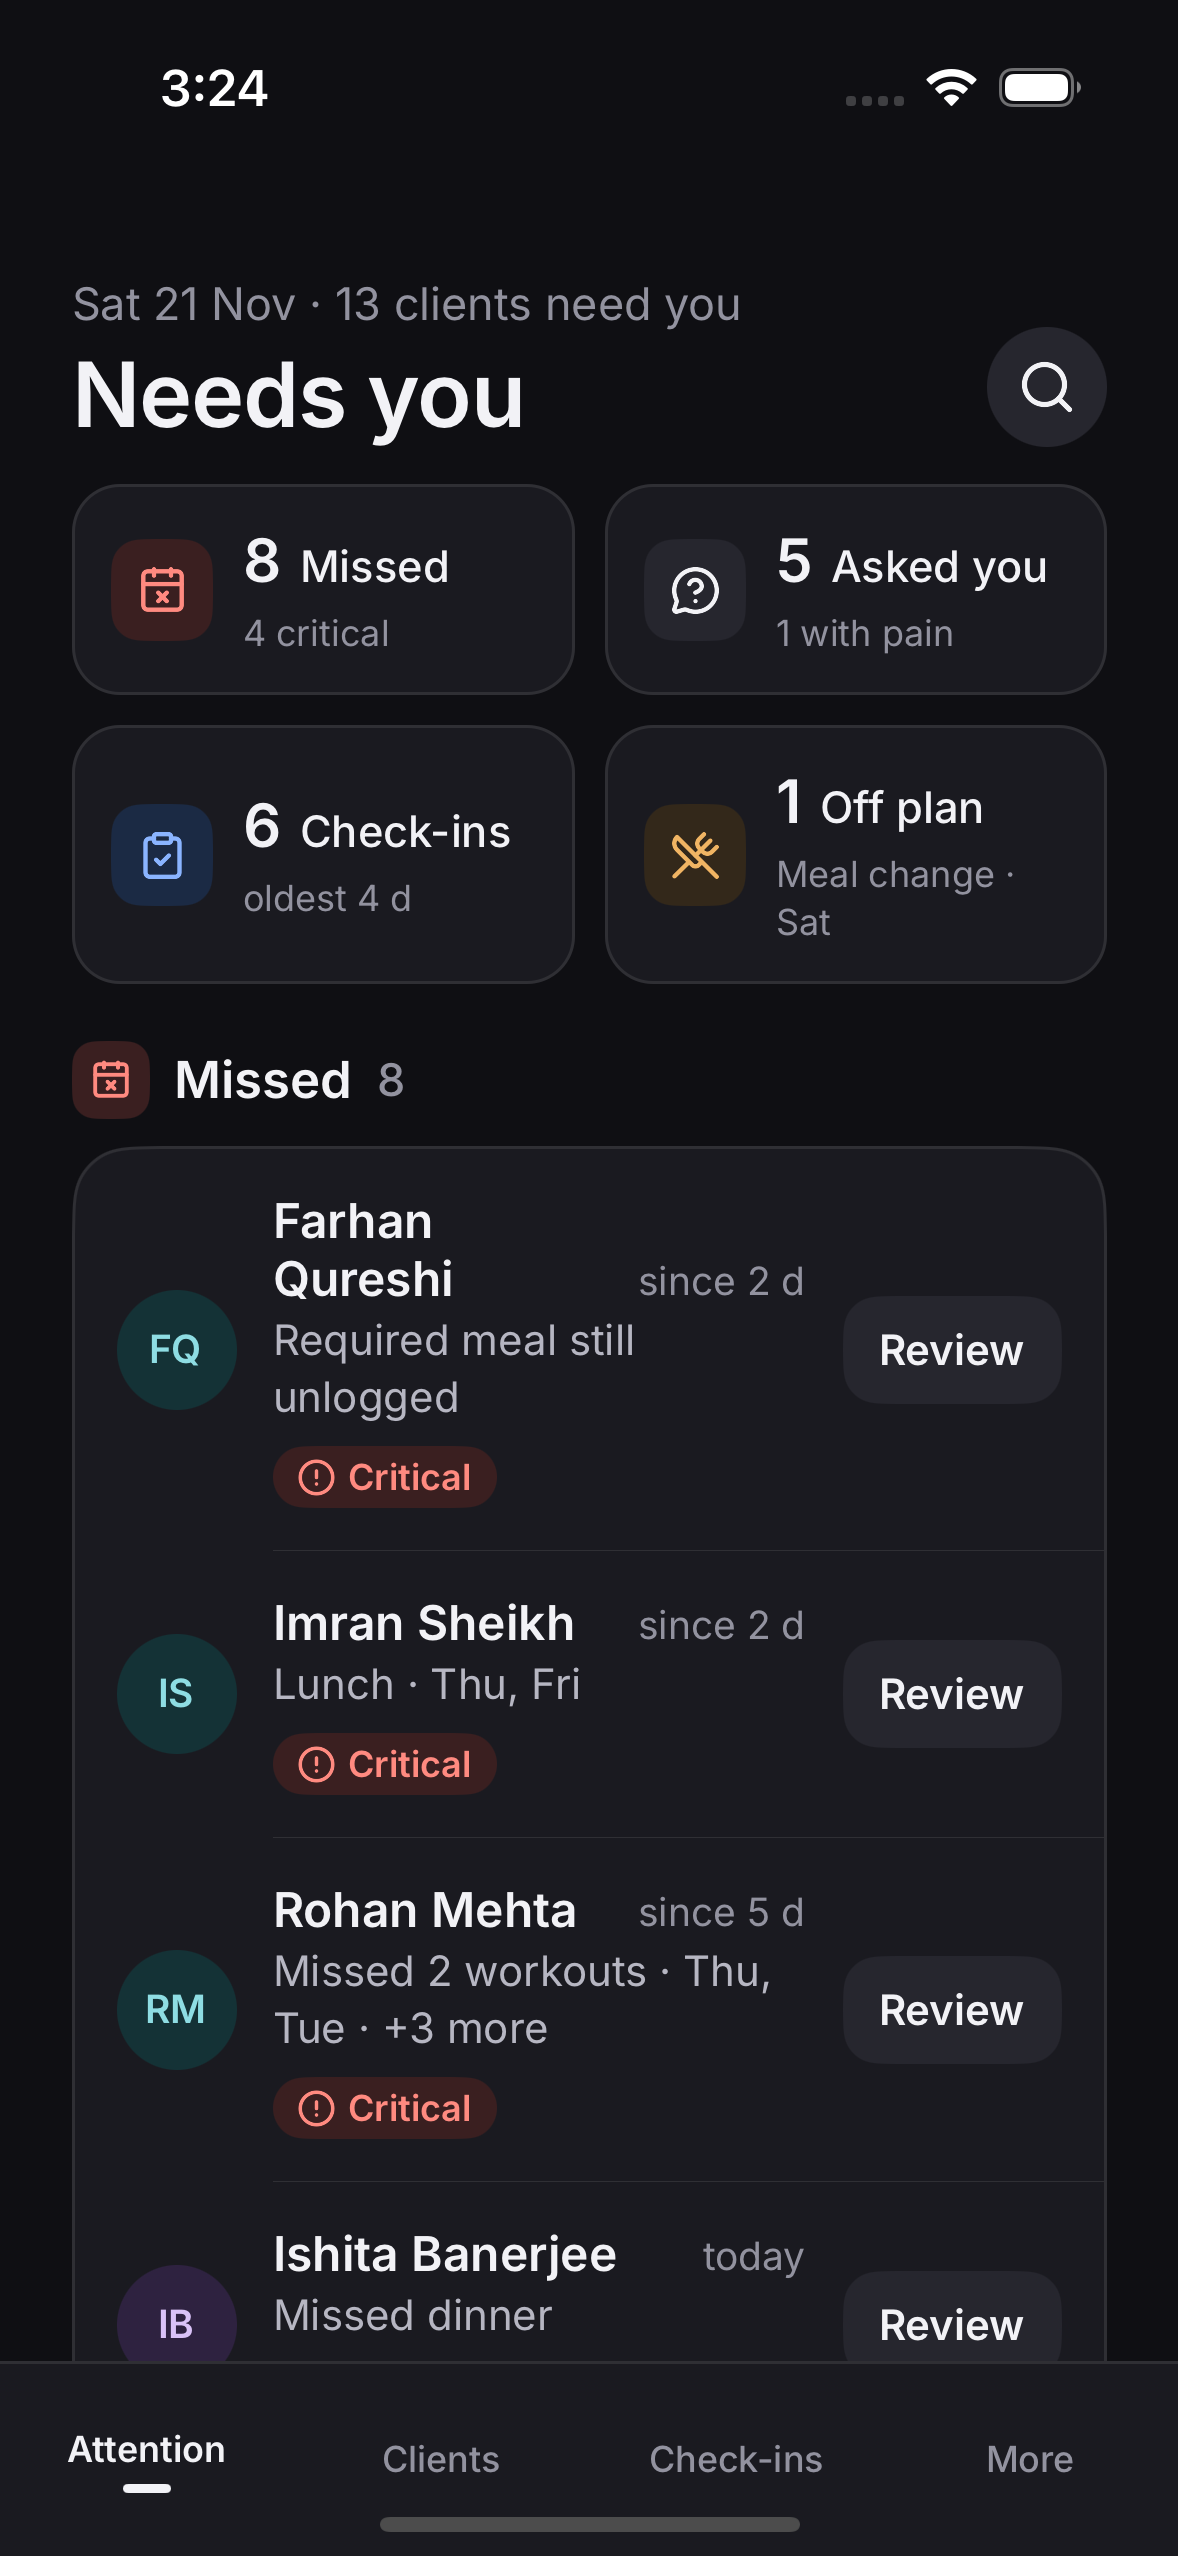 3:24
Sat 21 Nov · 13 clients need you
Needs you
8 Missed
4 critical
5 Asked you
1 with pain
6 Check-ins
oldest 4 d
1 Off plan
Meal change ·
Sat
Missed 8
FQ
Farhan
Qureshi
since 2 d
Required meal still
unlogged
Critical
Review
IS
Imran Sheikh
since 2 d
Lunch · Thu, Fri
Critical
Review
RM
Rohan Mehta
since 5 d
Missed 2 workouts · Thu,
Tue · +3 more
Critical
Review
IB
Ishita Banerjee
today
Missed dinner
Review
Attention
Clients
Check-ins
More